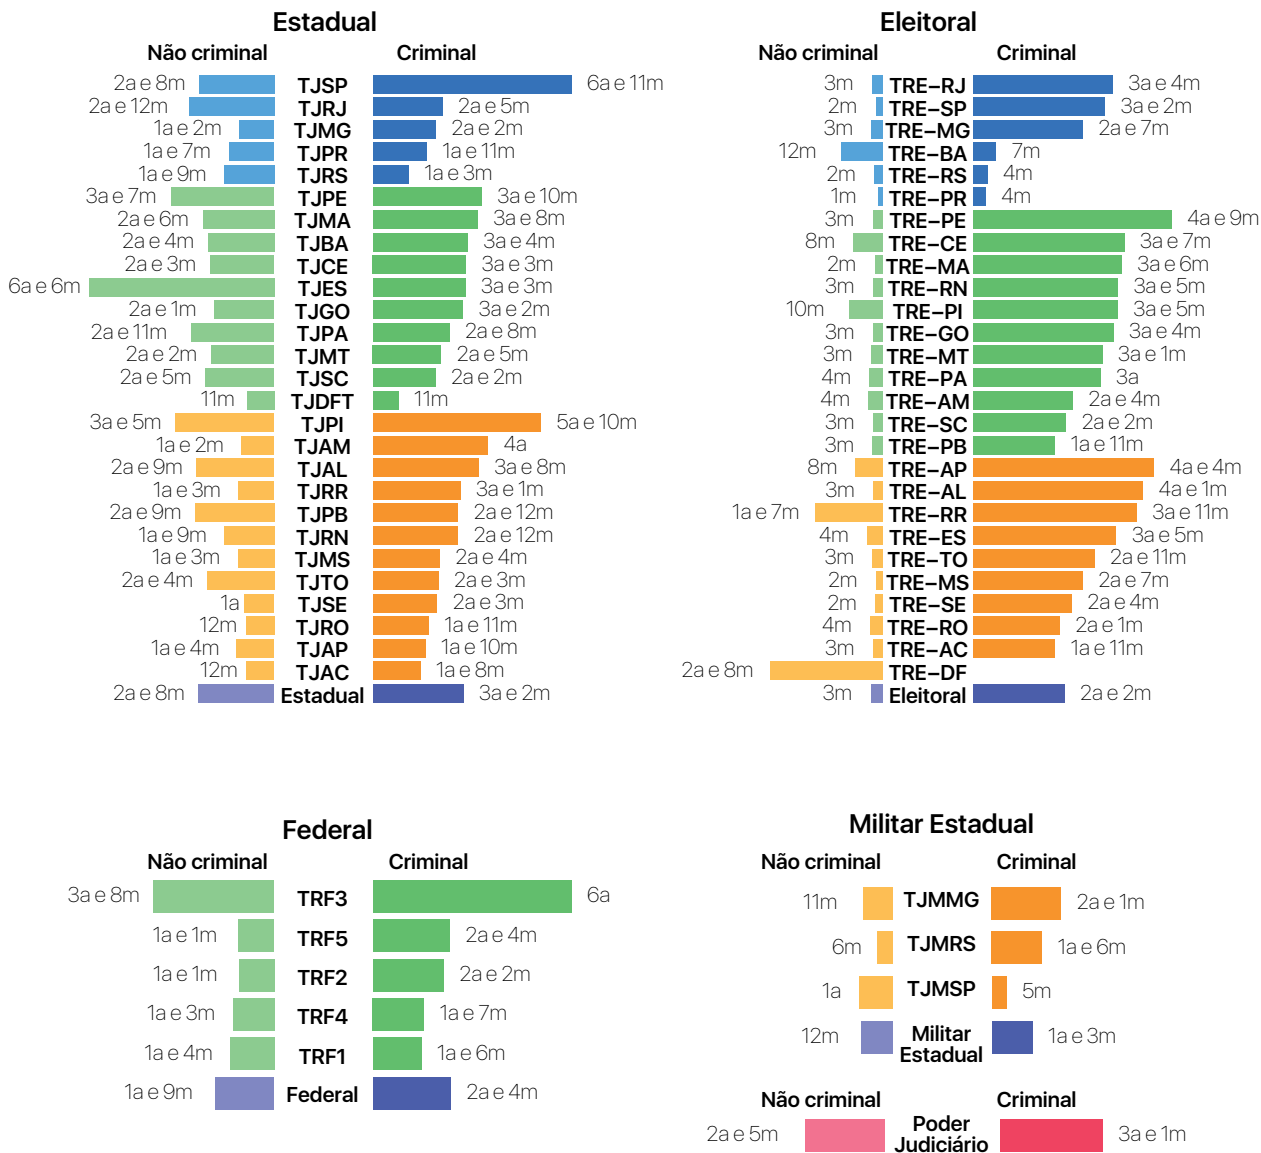 Estadual
Não criminal Criminal
2a e 8m TJSP 6a e 11m
2a e 12m TJRJ 2a e 5m
1a e 2m TJMG 2a e 2m
1a e 7m TJPR 1a e 11m
1a e 9m TJRS 1a e 3m
3a e 7m TJPE 3a e 10m
2a e 6m TJMA 3a e 8m
2a e 4m TJBA 3a e 4m
2a e 3m TJCE 3a e 3m
6a e 6m TJES 3a e 3m
2a e 1m TJGO 3a e 2m
2a e 11m TJPA 2a e 8m
2a e 2m TJMT 2a e 5m
2a e 5m TJSC 2a e 2m
11m TJDFT 11m
3a e 5m TJPI 5a e 10m
1a e 2m TJAM 4a
2a e 9m TJAL 3a e 8m
1a e 3m TJRR 3a e 1m
2a e 9m TJPB 2a e 12m
1a e 9m TJRN 2a e 12m
1a e 3m TJMS 2a e 4m
2a e 4m TJTO 2a e 3m
1a TJSE 2a e 3m
12m TJRO 1a e 11m
1a e 4m TJAP 1a e 10m
12m TJAC 1a e 8m
2a e 8m Estadual 3a e 2m
Eleitoral
Não criminal Criminal
3m TRE–RJ 3a e 4m
2m TRE–SP 3a e 2m
3m TRE–MG 2a e 7m
12m TRE–BA 7m
2m TRE–RS 4m
1m TRE–PR 4m
3m TRE–PE 4a e 9m
8m TRE–CE 3a e 7m
2m TRE–MA 3a e 6m
3m TRE–RN 3a e 5m
10m TRE–PI 3a e 5m
3m TRE–GO 3a e 4m
3m TRE–MT 3a e 1m
4m TRE–PA 3a
4m TRE–AM 2a e 4m
3m TRE–SC 2a e 2m
3m TRE–PB 1a e 11m
8m TRE–AP 4a e 4m
3m TRE–AL 4a e 1m
1a e 7m TRE–RR 3a e 11m
4m TRE–ES 3a e 5m
3m TRE–TO 2a e 11m
2m TRE–MS 2a e 7m
2m TRE–SE 2a e 4m
4m TRE–RO 2a e 1m
3m TRE–AC 1a e 11m
2a e 8m TRE–DF
3m Eleitoral 2a e 2m
Federal
Não criminal Criminal
3a e 8m TRF3 6a
1a e 1m TRF5 2a e 4m
1a e 1m TRF2 2a e 2m
1a e 3m TRF4 1a e 7m
1a e 4m TRF1 1a e 6m
1a e 9m Federal 2a e 4m
Militar Estadual
Não criminal Criminal
11m TJMMG 2a e 1m
6m TJMRS 1a e 6m
1a TJMSP 5m
12m Militar 1a e 3m
Estadual
Não criminal Criminal
2a e 5m Poder 3a e 1m
Judiciário